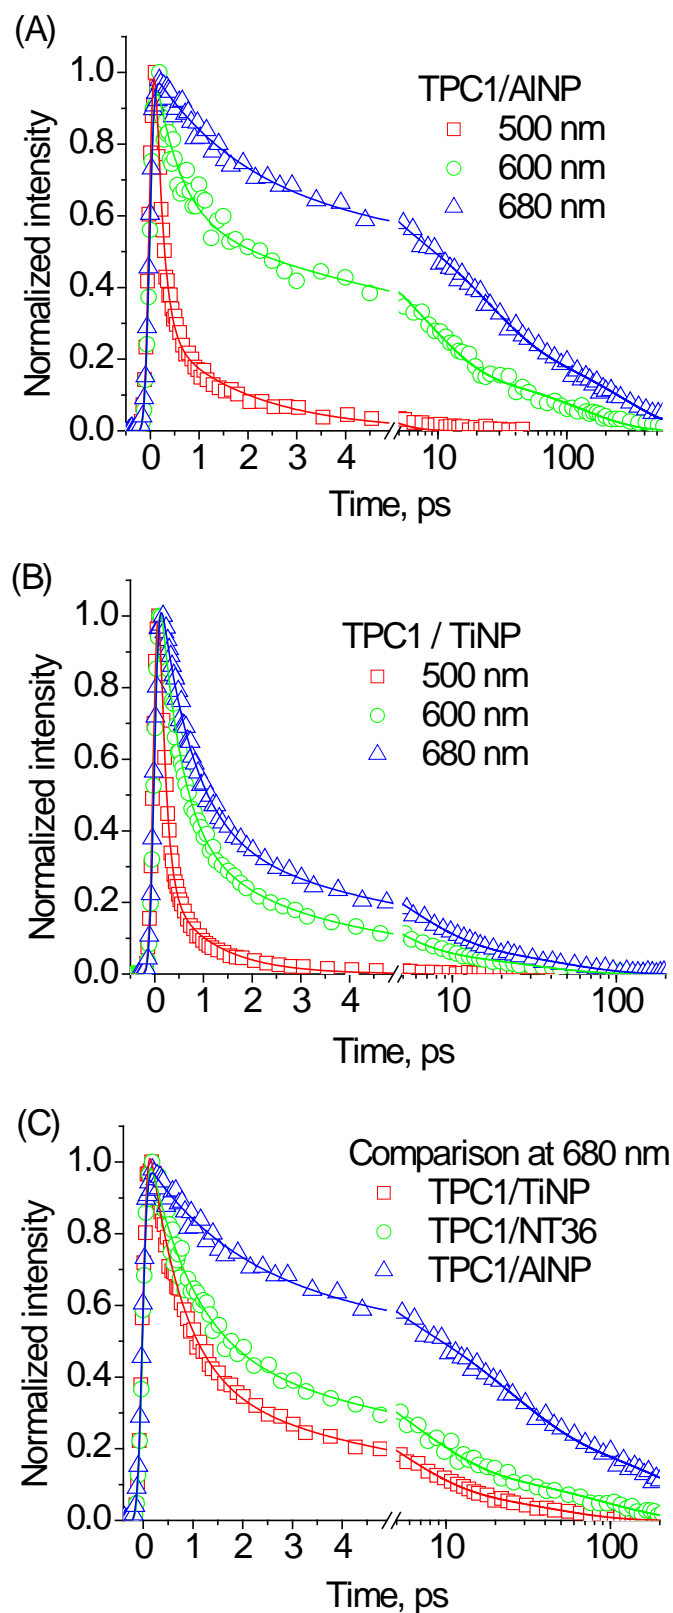 (A)
1.0
0.8
0.6
0.4
0.2
0.0
Normalized intensity
TPC1/AlNP
500 nm
600 nm
680 nm
0 1 2 3 4 10 100
Time, ps
(B)
1.0
0.8
0.6
0.4
0.2
0.0
Normalized intensity
TPC1 / TiNP
500 nm
600 nm
680 nm
0 1 2 3 4 10 100
Time, ps
(C)
1.0
0.8
0.6
0.4
0.2
0.0
Normalized intensity
Comparison at 680 nm
TPC1/TiNP
TPC1/NT36
TPC1/AlNP
0 1 2 3 4 10 100
Time, ps